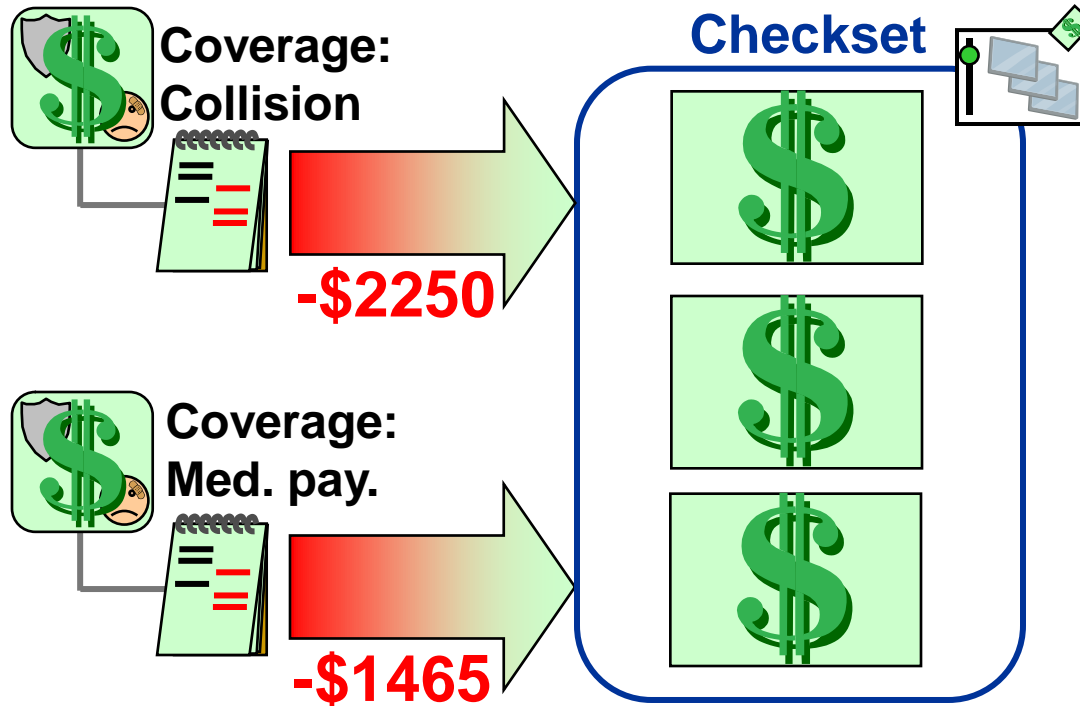 Coverage:
Collision
-$2250
Coverage:
Med. pay.
-$1465
Checkset
$
$
$